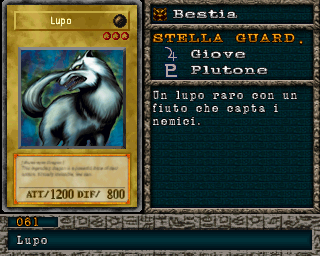 Lupo
ATT/1200 DIF/ 800
Bestia
STELLA GUARD.
Giove
Plutone
Un lupo raro con un
fiuto che capta i
nemici.
061
Lupo